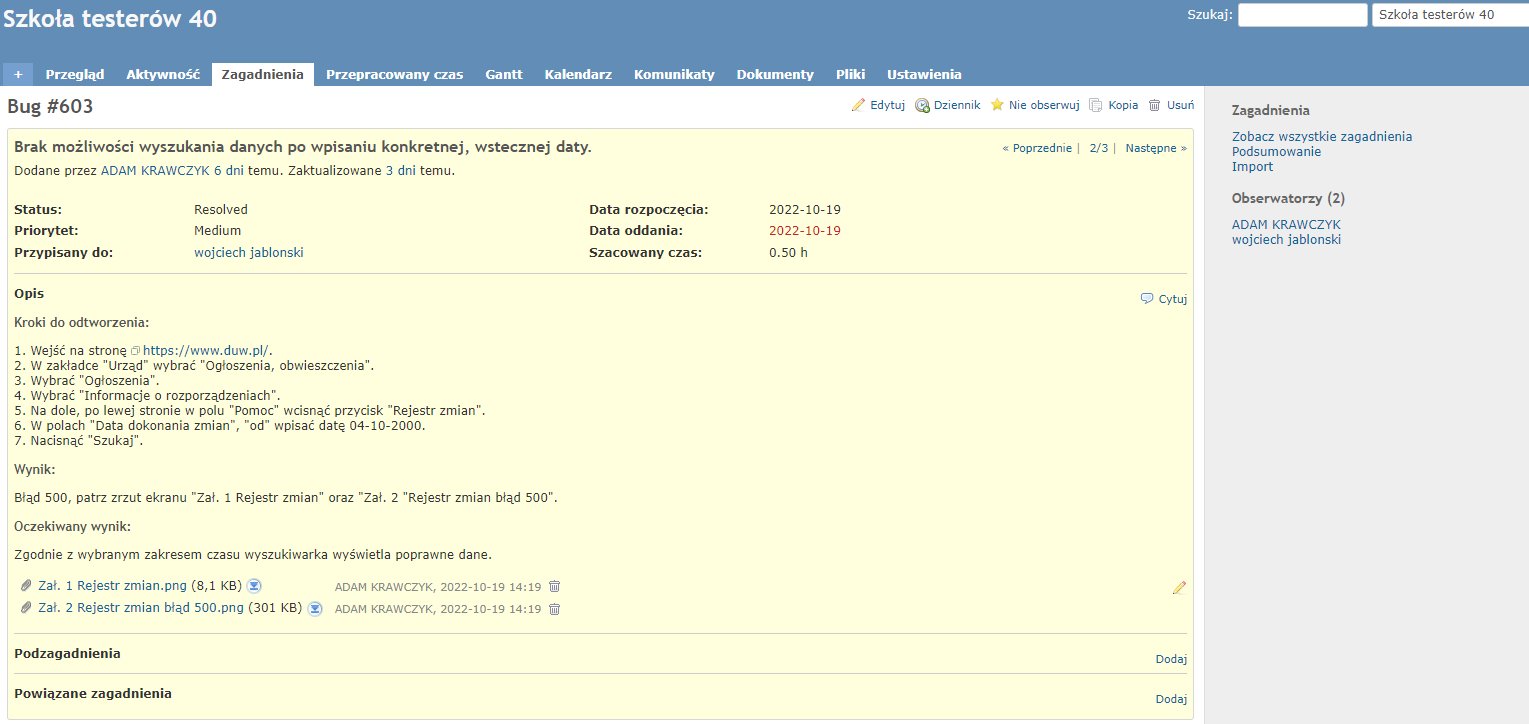 Szkoła testerów 40
Szukaj:
Szkoła testerów 40
+ Przegląd Aktywność Zagadnienia Przepracowany czas Gantt Kalendarz Komunikaty Dokumenty Pliki Ustawienia
Bug #603
Edytuj Dziennik Nie obserwuj Kopia Usuń
Brak możliwości wyszukania danych po wpisaniu konkretnej, wstecznej daty.
« Poprzednie | 2/3 | Następne »
Dodane przez ADAM KRAWCZYK 6 dni temu. Zaktualizowane 3 dni temu.
Status: Resolved Data rozpoczęcia: 2022-10-19
Priorytet: Medium Data oddania: 2022-10-19
Przypisany do: wojciech jablonski Szacowany czas: 0.50 h
Opis
Cytuj
Kroki do odtworzenia:
1. Wejść na stronę https://www.duw.pl/.
2. W zakładce "Urząd" wybrać "Ogłoszenia, obwieszczenia".
3. Wybrać "Ogłoszenia".
4. Wybrać "Informacje o rozporządzeniach".
5. Na dole, po lewej stronie w polu "Pomoc" wcisnąć przycisk "Rejestr zmian".
6. W polach "Data dokonania zmian", "od" wpisać datę 04-10-2000.
7. Nacisnąć "Szukaj".
Wynik:
Błąd 500, patrz zrzut ekranu "Zał. 1 Rejestr zmian" oraz "Zał. 2 "Rejestr zmian błąd 500".
Oczekiwany wynik:
Zgodnie z wybranym zakresem czasu wyszukiwarka wyświetla poprawne dane.
Zał. 1 Rejestr zmian.png (8,1 KB) ADAM KRAWCZYK, 2022-10-19 14:19
Zał. 2 Rejestr zmian błąd 500.png (301 KB) ADAM KRAWCZYK, 2022-10-19 14:19
Podzagadnienia
Dodaj
Powiązane zagadnienia
Dodaj
Zagadnienia
Zobacz wszystkie zagadnienia
Podsumowanie
Import
Obserwatorzy (2)
ADAM KRAWCZYK
wojciech jablonski